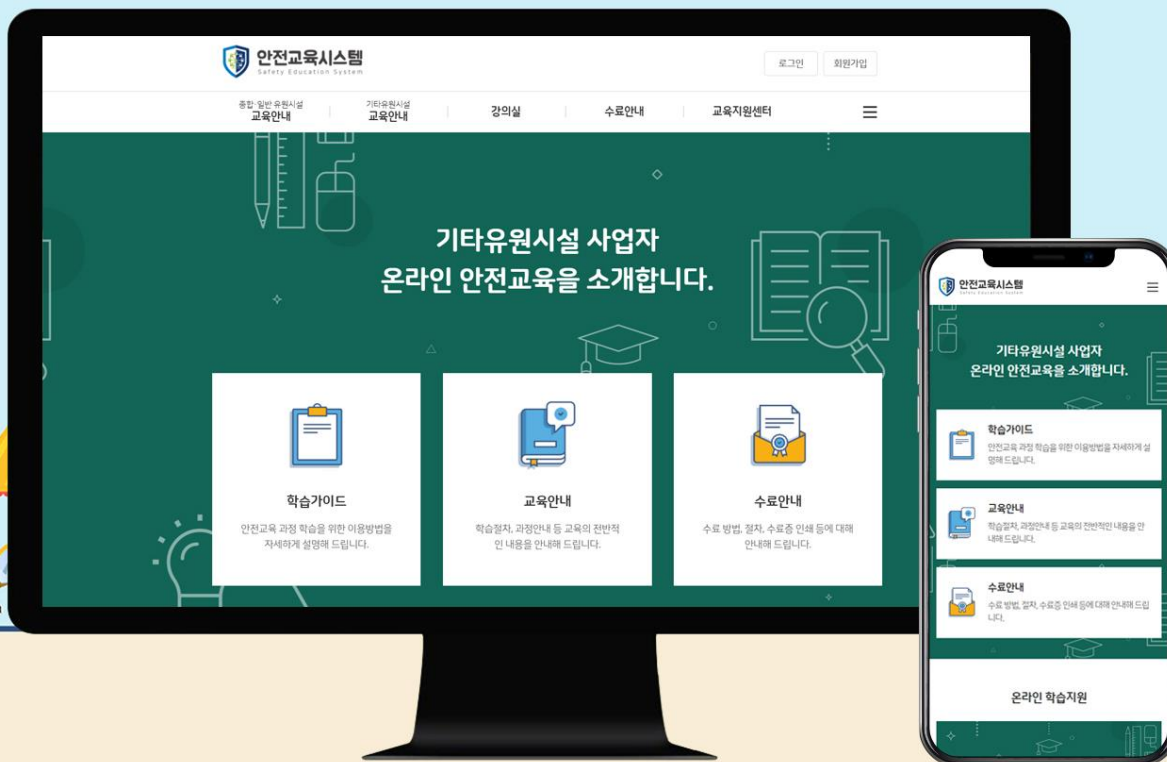 안전교육시스템
Safety Education System
로그인
회원가입
종합·일반 유원시설
교육안내
기타유원시설
교육안내
강의실
수료안내
교육지원센터
기타유원시설 사업자
온라인 안전교육을 소개합니다.
학습가이드
안전교육 과정 학습을 위한 이용방법을
자세하게 설명해 드립니다.
교육안내
학습절차, 과정안내 등 교육의 전반적
인 내용을 안내해 드립니다.
수료안내
수료 방법, 절차, 수료증 인쇄 등에 대해
안내해 드립니다.
안전교육시스템
Safety Education System
기타유원시설 사업자
온라인 안전교육을 소개합니다.
학습가이드
안전교육 과정 학습을 위한 이용방법을 자세하게 설
명해 드립니다.
교육안내
학습절차, 과정안내 등 교육의 전반적인 내용을 안
내해 드립니다.
수료안내
수료 방법, 절차, 수료증 인쇄 등에 대해 안내해 드립
니다.
온라인 학습지원